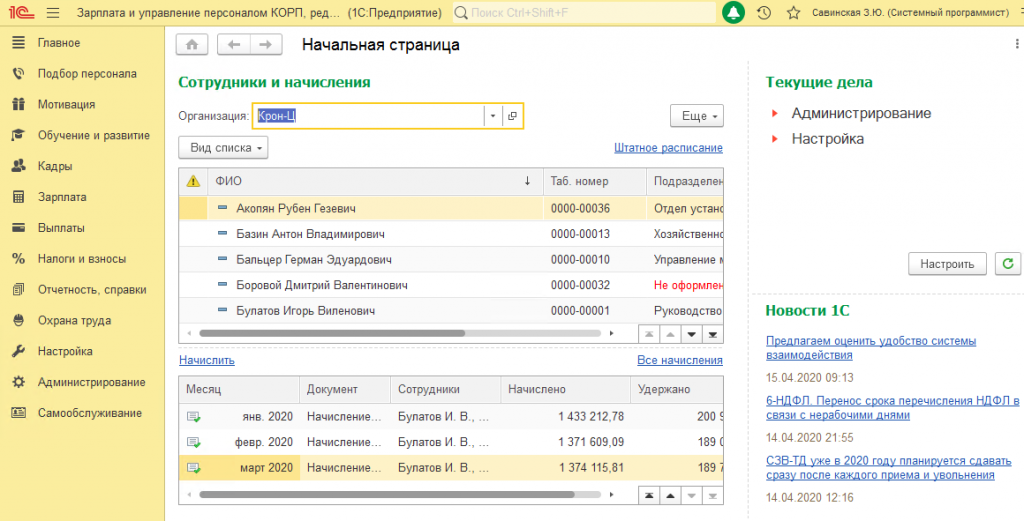 1С Зарплата и управление персоналом КОРП, ред... (1С:Предприятие) Поиск Ctrl+Shift+F Савинская З.Ю. (Системный программист)
Главное
Подбор персонала
Мотивация
Обучение и развитие
Кадры
Зарплата
Выплаты
Налоги и взносы
Отчетность, справки
Охрана труда
Настройка
Администрирование
Самообслуживание
Начальная страница
Сотрудники и начисления
Организация: Крон-Ц Еще
Вид списка Штатное расписание
ФИО ↓ Таб. номер Подразделен
Акопян Рубен Гезевич 0000-00036 Отдел устано
Базин Антон Владимирович 0000-00013 Хозяйственно
Бальцер Герман Эдуардович 0000-00010 Управление м
Боровой Дмитрий Валентинович 0000-00032 Не оформлен
Булатов Игорь Виленович 0000-00001 Руководство
Начислить Все начисления
Месяц Документ Сотрудники Начислено Удержано
янв. 2020 Начисление... Булатов И. В., ... 1 433 212,78 200 9
февр. 2020 Начисление... Булатов И. В., ... 1 371 609,09 189 0
март 2020 Начисление... Булатов И. В., ... 1 374 115,81 189 7
Текущие дела
Администрирование
Настройка
Настроить
Новости 1С
Предлагаем оценить удобство системы
взаимодействия
15.04.2020 09:13
6-НДФЛ. Перенос срока перечисления НДФЛ в
связи с нерабочими днями
14.04.2020 21:55
СЗВ-ТД уже в 2020 году планируется сдавать
сразу после каждого приема и увольнения
14.04.2020 12:16